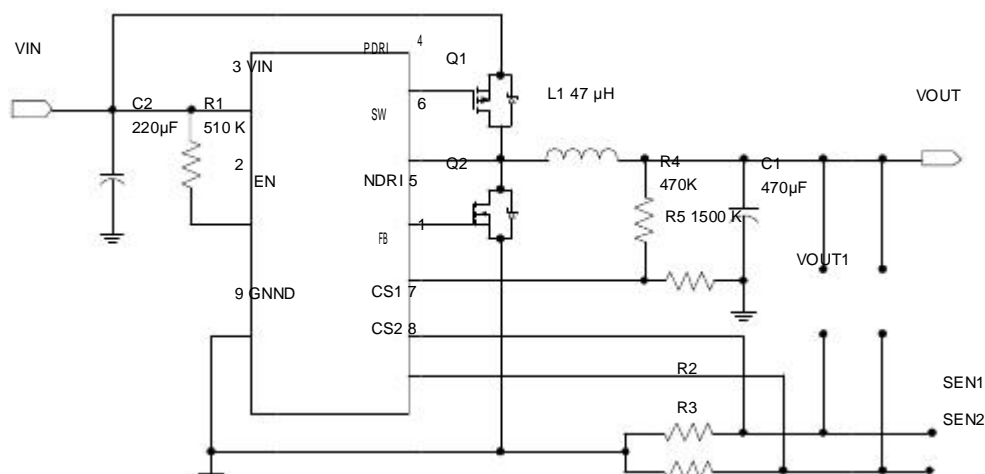 VIN
PDRI 4
Q1
3 VIN
L1 47 µH
C2
R1
6
VOUT
220µF
510 K
SW
2
Q2
R4
C1
EN
NDRI 5
470K
470µF
1
R5 1500 K
FB
VOUT1
9 GNND
CS1 7
CS2 8
R2
SEN1
R3
SEN2